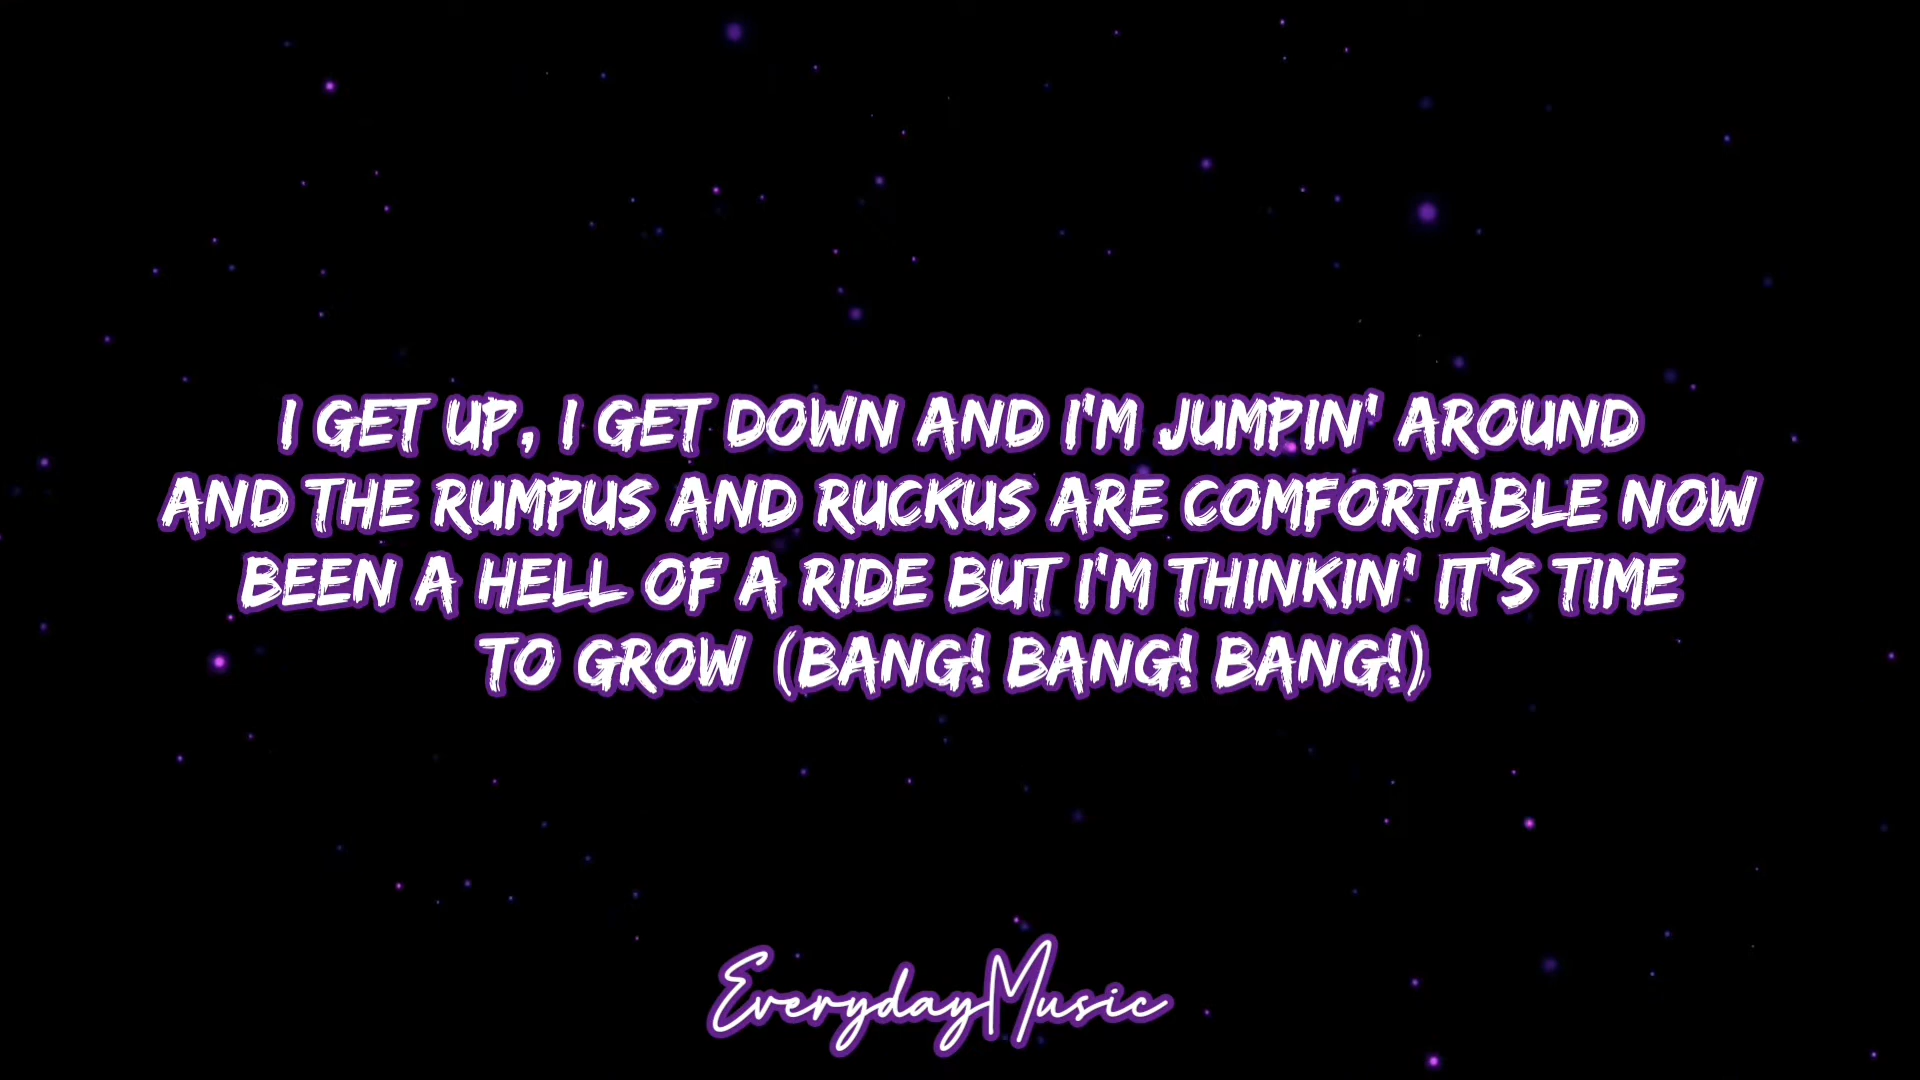 I GET UP, I GET DOWN AND I'M JUMPIN' AROUND
AND THE RUMPUS AND RUCKUS ARE COMFORTABLE NOW
BEEN A HELL OF A RIDE BUT I'M THINKIN' IT'S TIME
TO GROW (BANG! BANG! BANG!)
EverydayMusic